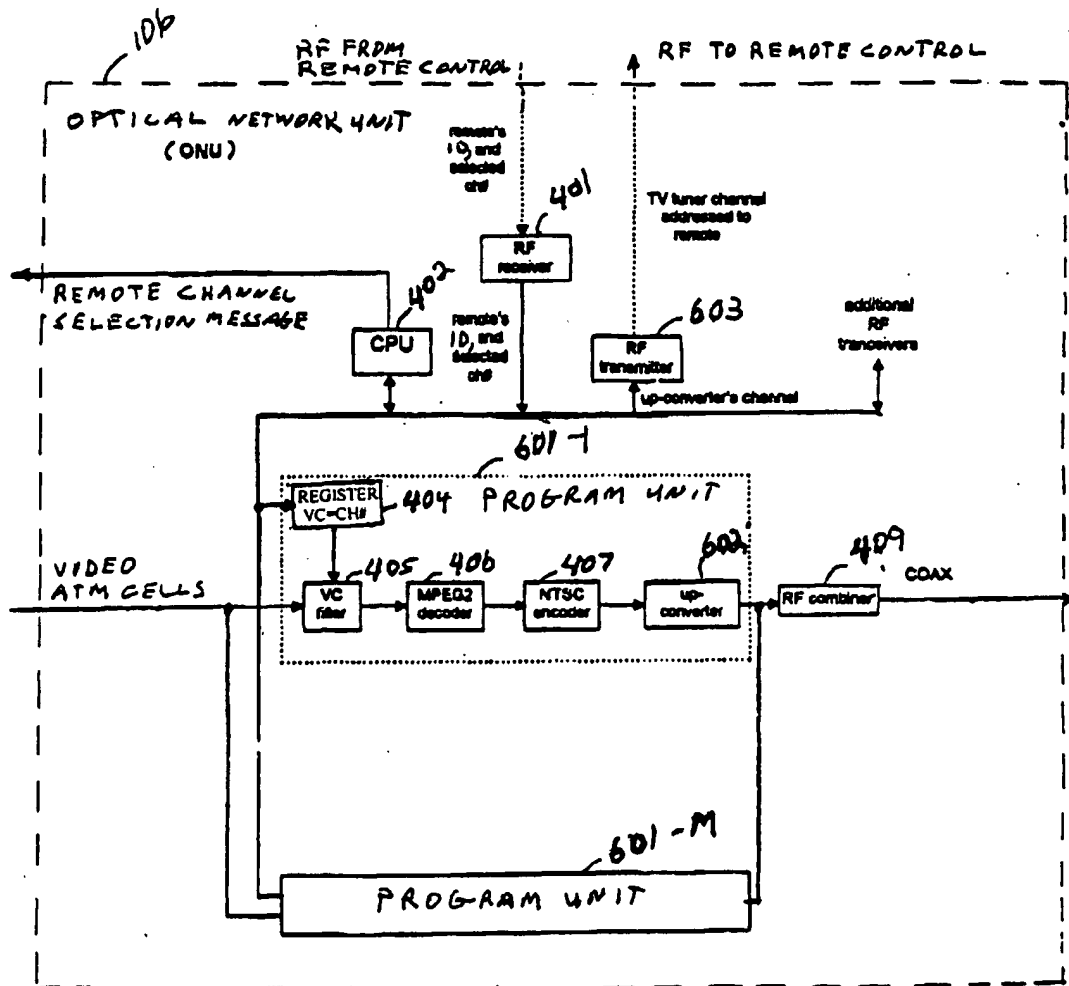 106
RF FROM
REMOTE CONTROL
RF TO REMOTE CONTROL
OPTICAL NETWORK UNIT
(ONU)
remote's
ID, and
selected
ch#
401
RF
receiver
TV tuner channel
addressed to
remote
REMOTE CHANNEL
SELECTION MESSAGE
402
CPU
remote's
ID, and
selected
ch#
603
RF
transmitter
additional
RF
tranceivers
up-converter's channel
601-1
REGISTER
VC=CH#
404
PROGRAM UNIT
VIDEO
ATM CELLS
405
VC
filter
406
MPEG2
decoder
407
NTSC
encoder
602
up-
converter
409
RF combiner
COAX
601-M
PROGRAM UNIT